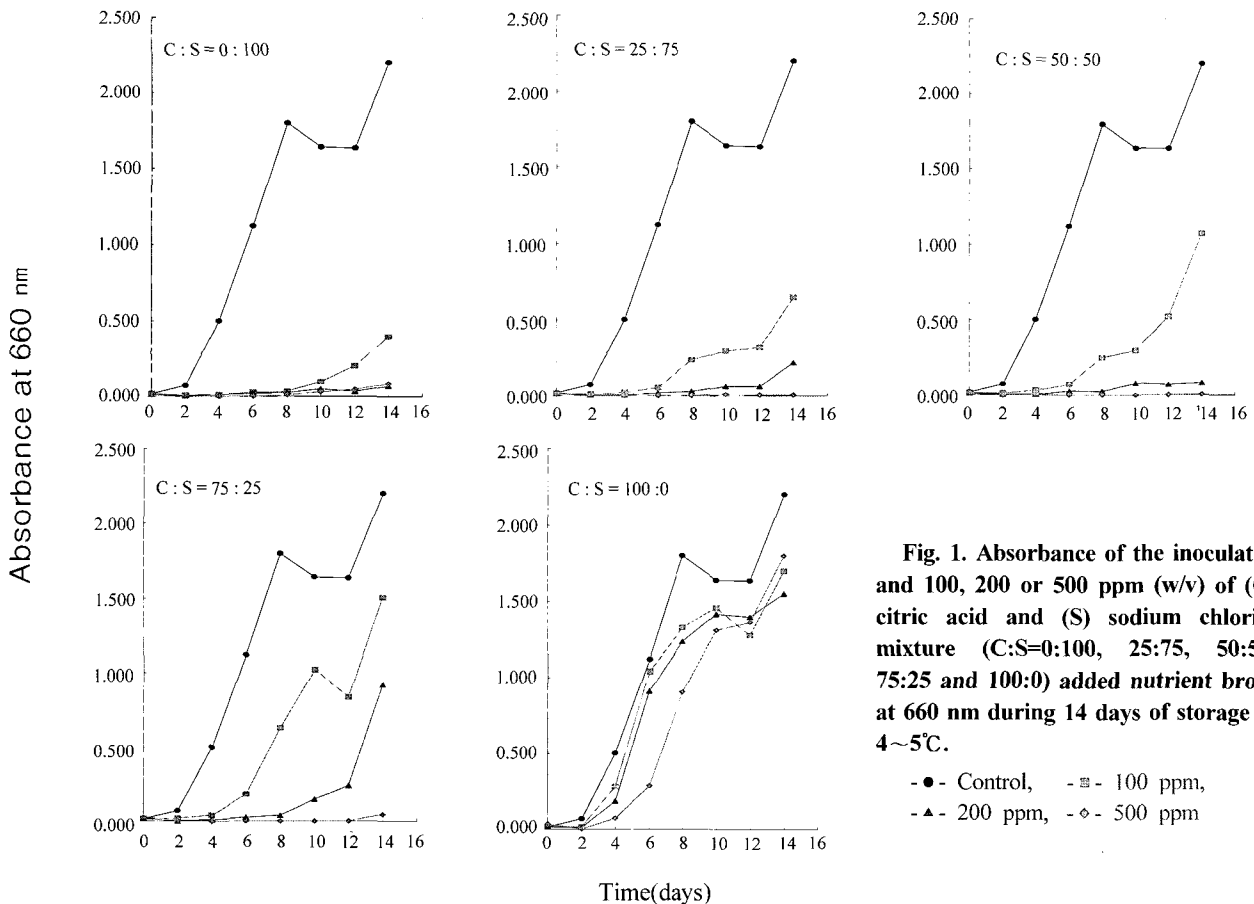 Absorbance at 660 nm
C : S = 0 : 100
2.500
2.000
1.500
1.000
0.500
0.000
0 2 4 6 8 10 12 14 16
C : S = 25 : 75
2.500
2.000
1.500
1.000
0.500
0.000
0 2 4 6 8 10 12 14 16
C : S = 50 : 50
2.500
2.000
1.500
1.000
0.500
0.000
0 2 4 6 8 10 12 14 16
C : S = 75 : 25
2.500
2.000
1.500
1.000
0.500
0.000
0 2 4 6 8 10 12 14 16
C : S = 100 :0
2.500
2.000
1.500
1.000
0.500
0.000
0 2 4 6 8 10 12 14 16
Time(days)
Fig. 1. Absorbance of the
and 100, 200 or 500 ppm (w/v) of
citric acid and (S) sodium
mixture (C:S=0:100, 25:75,
75:25 and 100:0) added nutrient
at 660 nm during 14 days of storage
4~5℃.
-●- Control, -▣- 100 ppm,
-▲- 200 ppm, -◇- 500 ppm